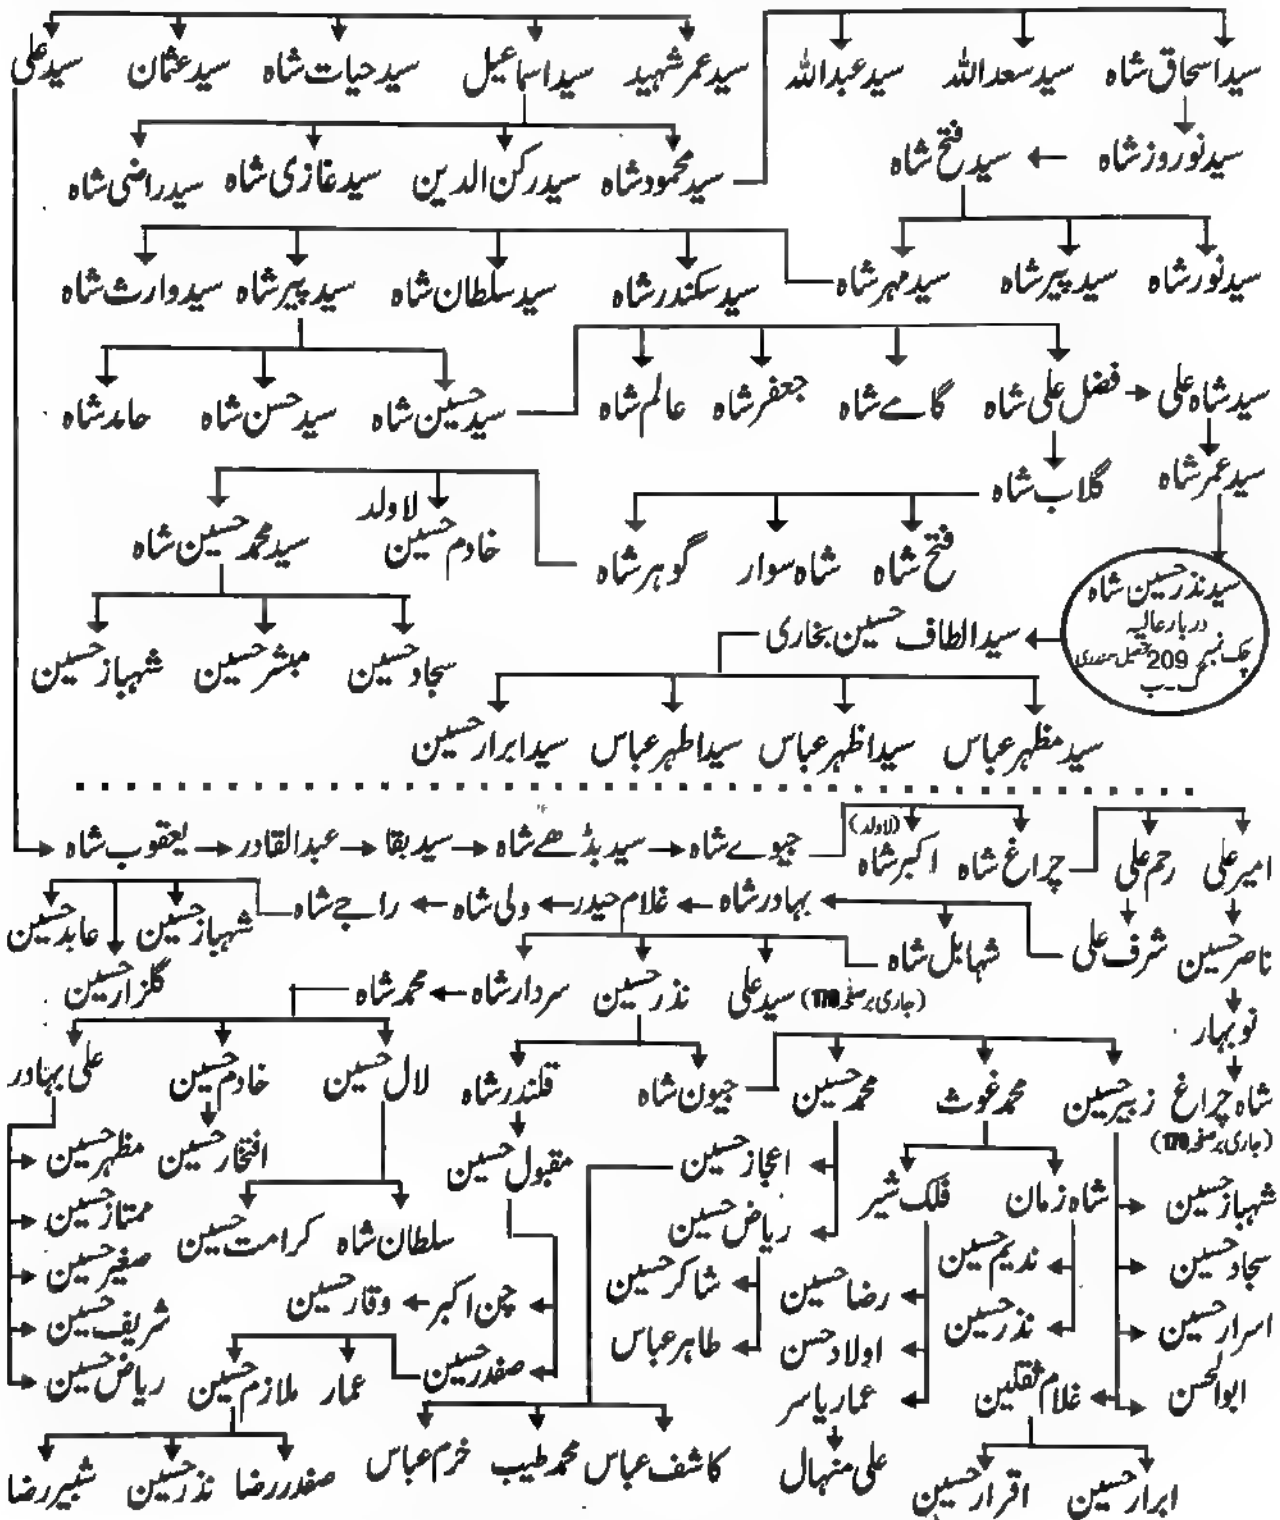 سید اسحاق شاہ سید سعد اللہ سید عبد اللہ سید عمر شہید سید اسماعیل سید حیات شاہ سید عثمان سید علی
سید نوروز شاہ سید فتح شاہ سید محمود شاہ سید رکن الدین سید غازی شاہ سید راضی شاہ
سید نور شاہ سید پیر شاہ سید مہر شاہ سید سکندر شاہ سید سلطان شاہ سید پیر شاہ سید وارث شاہ
سید شاہ علی فضل علی شاہ گامے شاہ جعفر شاہ عالم شاہ سید حسین شاہ سید حسن شاہ حامد شاہ
سید عمر شاہ گلاب شاہ
لاولد
فتح شاہ شاہ سوار گوہر شاہ خادم حسین سید محمد حسین شاہ
سید نذر حسین شاہ
دربار عالیہ
چک نمبر 209 تحصیل سمندری
گ۔ب
سید الطاف حسین بخاری
سجاد حسین مبشر حسین شہباز حسین
سید مظہر عباس سید اظہر عباس سید اطہر عباس سید ابرار حسین
امیر علی رحم علی چراغ شاہ اکبر شاہ (لاولد) جیوے شاہ سید بڈھے شاہ سید بقا عبد القادر یعقوب شاہ
بہادر شاہ غلام حیدر ولی شاہ راجے شاہ شہباز حسین عابد حسین
ناصر حسین شرف علی شہابل شاہ گلزار حسین
(جاری بر صفحہ 170) سید علی نذر حسین سردار شاہ محمد شاہ
نو بہار
شاہ چراغ زبیر حسین محمد غوث محمد حسین جیون شاہ قلندر شاہ لال حسین خادم حسین علی بہادر
(جاری بر صفحہ 170)
اعجاز حسین مقبول حسین افتخار حسین مظہر حسین
شہباز حسین شاہ زمان فلک شیر ریاض حسین سلطان شاہ کرامت حسین ممتاز حسین
سجاد حسین ندیم حسین رضا حسین شاکر حسین چن اکبر وقار حسین صغیر حسین
اسرار حسین نذر حسین اولاد حسن طاہر عباس شریف حسین
ابوالحسن غلام ثقلین عمار یاسر صفدر حسین عمار ملازم حسین ریاض حسین
ابرار حسین اقرار حسین علی منہال کاشف عباس محمد طیب خرم عباس صفدر رضا نذر حسین شبیر رضا